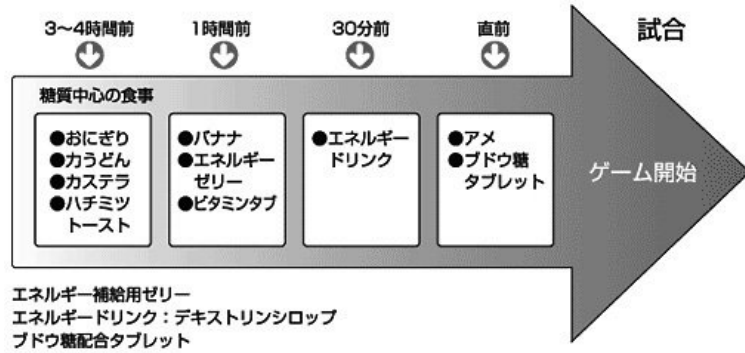 3〜4時間前
1時間前
30分前
直前
試合
糖質中心の食事
●おにぎり
●力うどん
●カステラ
●ハチミツ
トースト
●バナナ
●エネルギー
ゼリー
●ビタミンタブ
●エネルギー
ドリンク
●アメ
●ブドウ糖
タブレット
ゲーム開始
エネルギー補給用ゼリー
エネルギードリンク：デキストリンシロップ
ブドウ糖配合タブレット